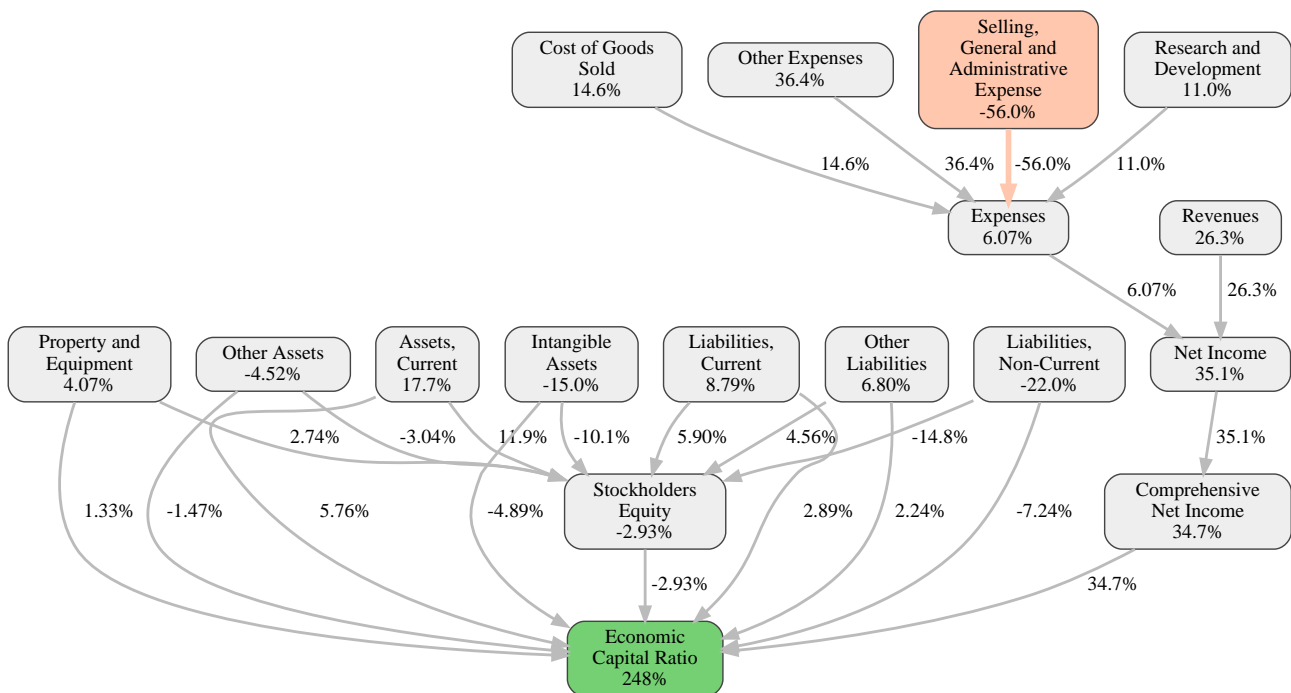 Cost of Goods
Sold
14.6%
Other Expenses
36.4%
Selling,
General and
Administrative
Expense
-56.0%
Research and
Development
11.0%
14.6%
36.4%
-56.0%
11.0%
Expenses
6.07%
Revenues
26.3%
6.07%
26.3%
Property and
Equipment
4.07%
Other Assets
-4.52%
Assets,
Current
17.7%
Intangible
Assets
-15.0%
Liabilities,
Current
8.79%
Other
Liabilities
6.80%
Liabilities,
Non-Current
-22.0%
Net Income
35.1%
2.74%
-3.04%
11.9%
-10.1%
5.90%
4.56%
-14.8%
35.1%
1.33%
-1.47%
5.76%
-4.89%
Stockholders
Equity
-2.93%
2.89%
2.24%
-7.24%
Comprehensive
Net Income
34.7%
-2.93%
34.7%
Economic
Capital Ratio
248%